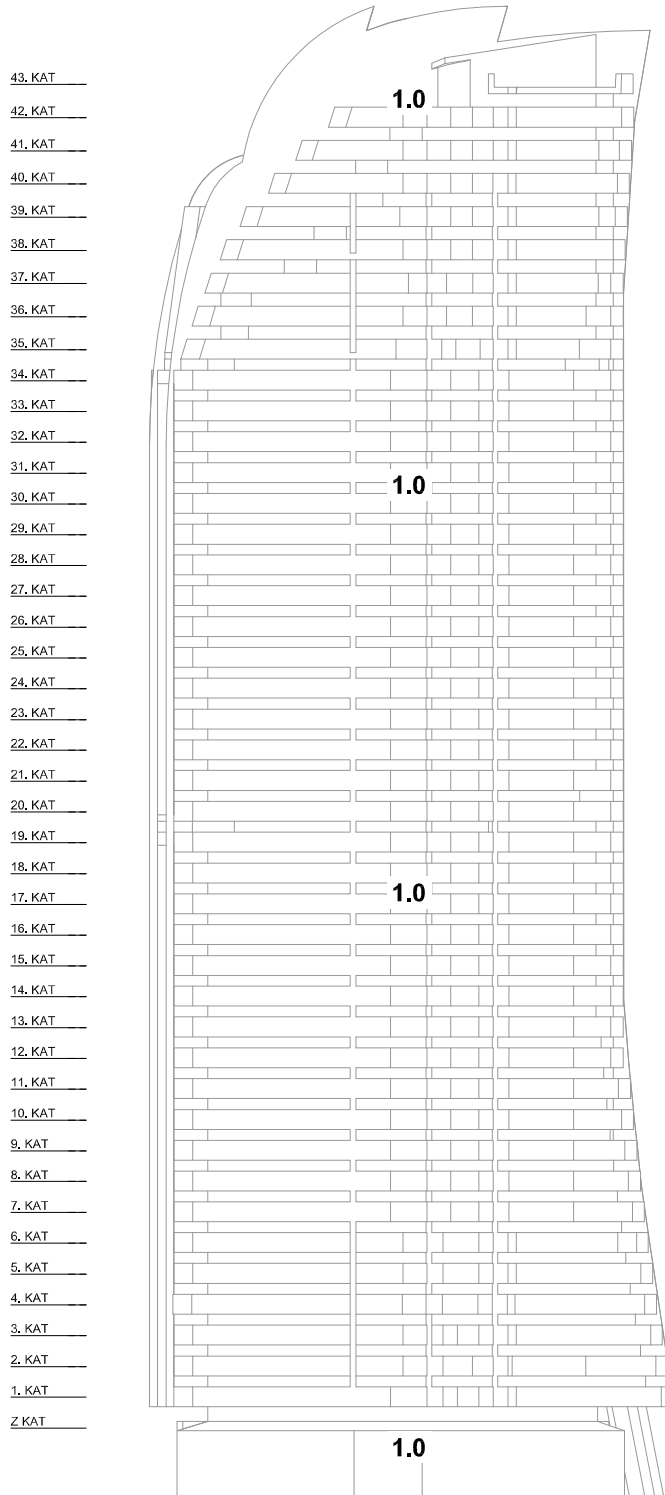 43. KAT
1.0
42. KAT
41. KAT
40. KAT
39. KAT
38. KAT
37. KAT
36. KAT
35. KAT
34. KAT
33. KAT
32. KAT
31. KAT
1.0
30. KAT
29. KAT
28. KAT
27. KAT
26. KAT
25. KAT
24. KAT
23. KAT
22. KAT
21. KAT
20. KAT
19. KAT
18. KAT
1.0
17. KAT
16. KAT
15. KAT
14. KAT
13. KAT
12. KAT
11. KAT
10. KAT
9. KAT
8. KAT
7. KAT
6. KAT
5. KAT
4. KAT
3. KAT
2. KAT
1. KAT
Z KAT
1.0